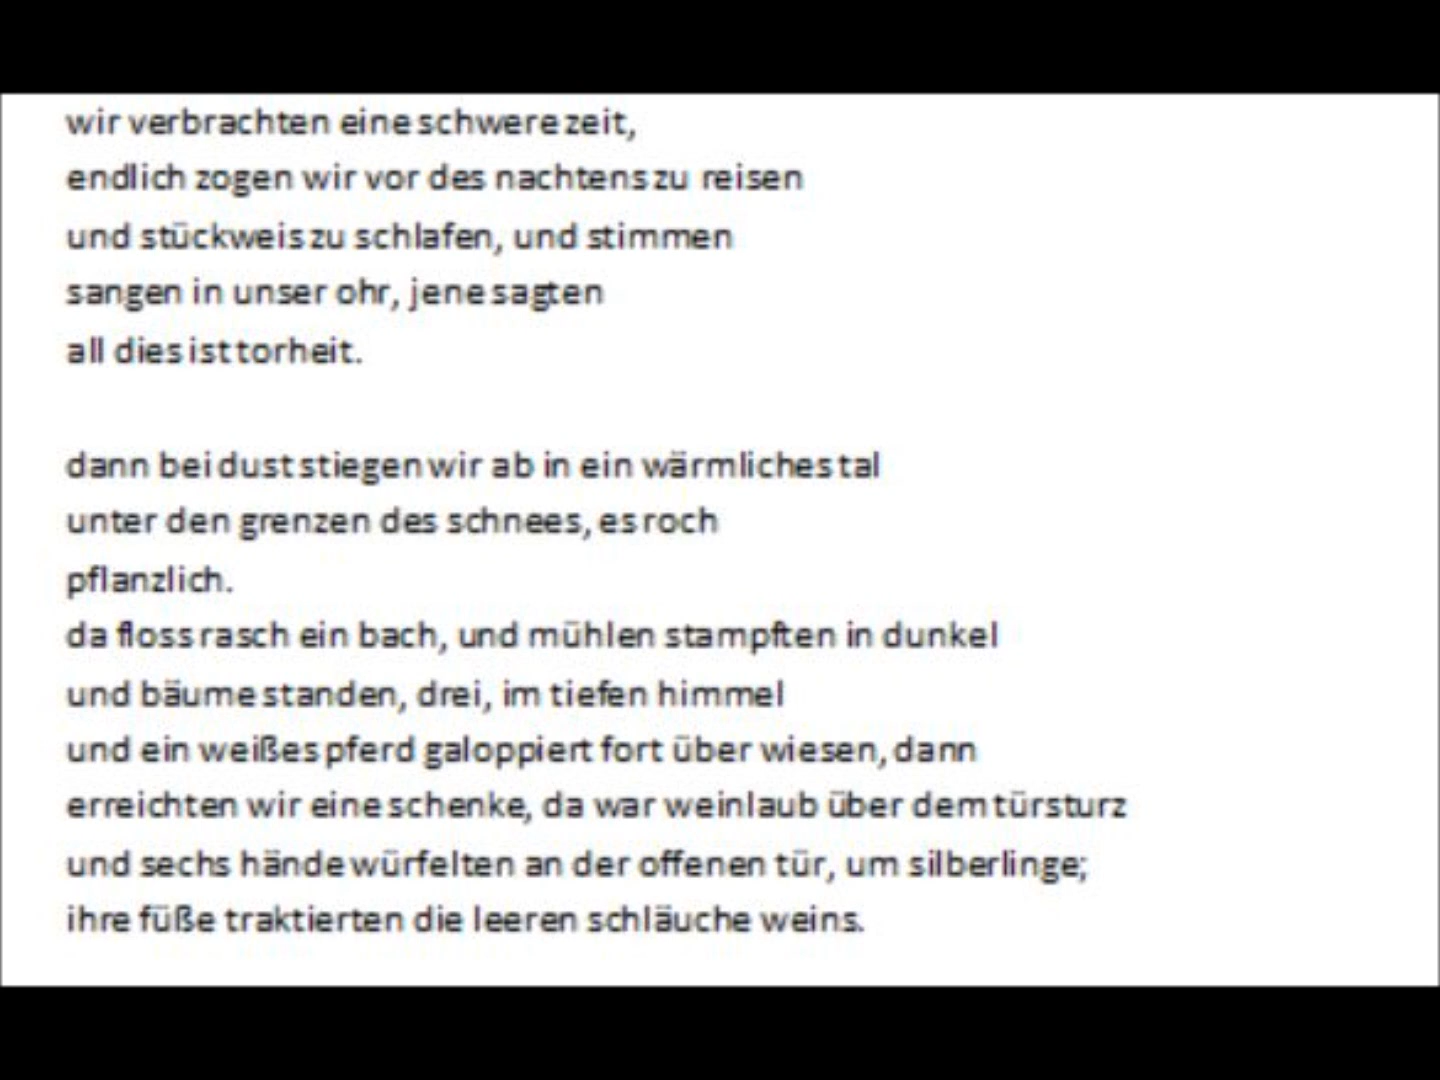 wir verbrachten eine schwere zeit,
endlich zogen wir vor des nachtens zu reisen
und stückweis zu schlafen, und stimmen
sangen in unser ohr, jene sagten
all dies ist torheit.
dann bei dust stiegen wir ab in ein wärmliches tal
unter den grenzen des schnees, es roch
pflanzlich.
da floss rasch ein bach, und mühlen stampften in dunkel
und bäume standen, drei, im tiefen himmel
und ein weißes pferd galoppiert fort über wiesen, dann
erreichten wir eine schenke, da war weinlaub über dem türsturz
und sechs hände würfelten an der offenen tür, um silberlinge;
ihre füße traktierten die leeren schläuche weins.